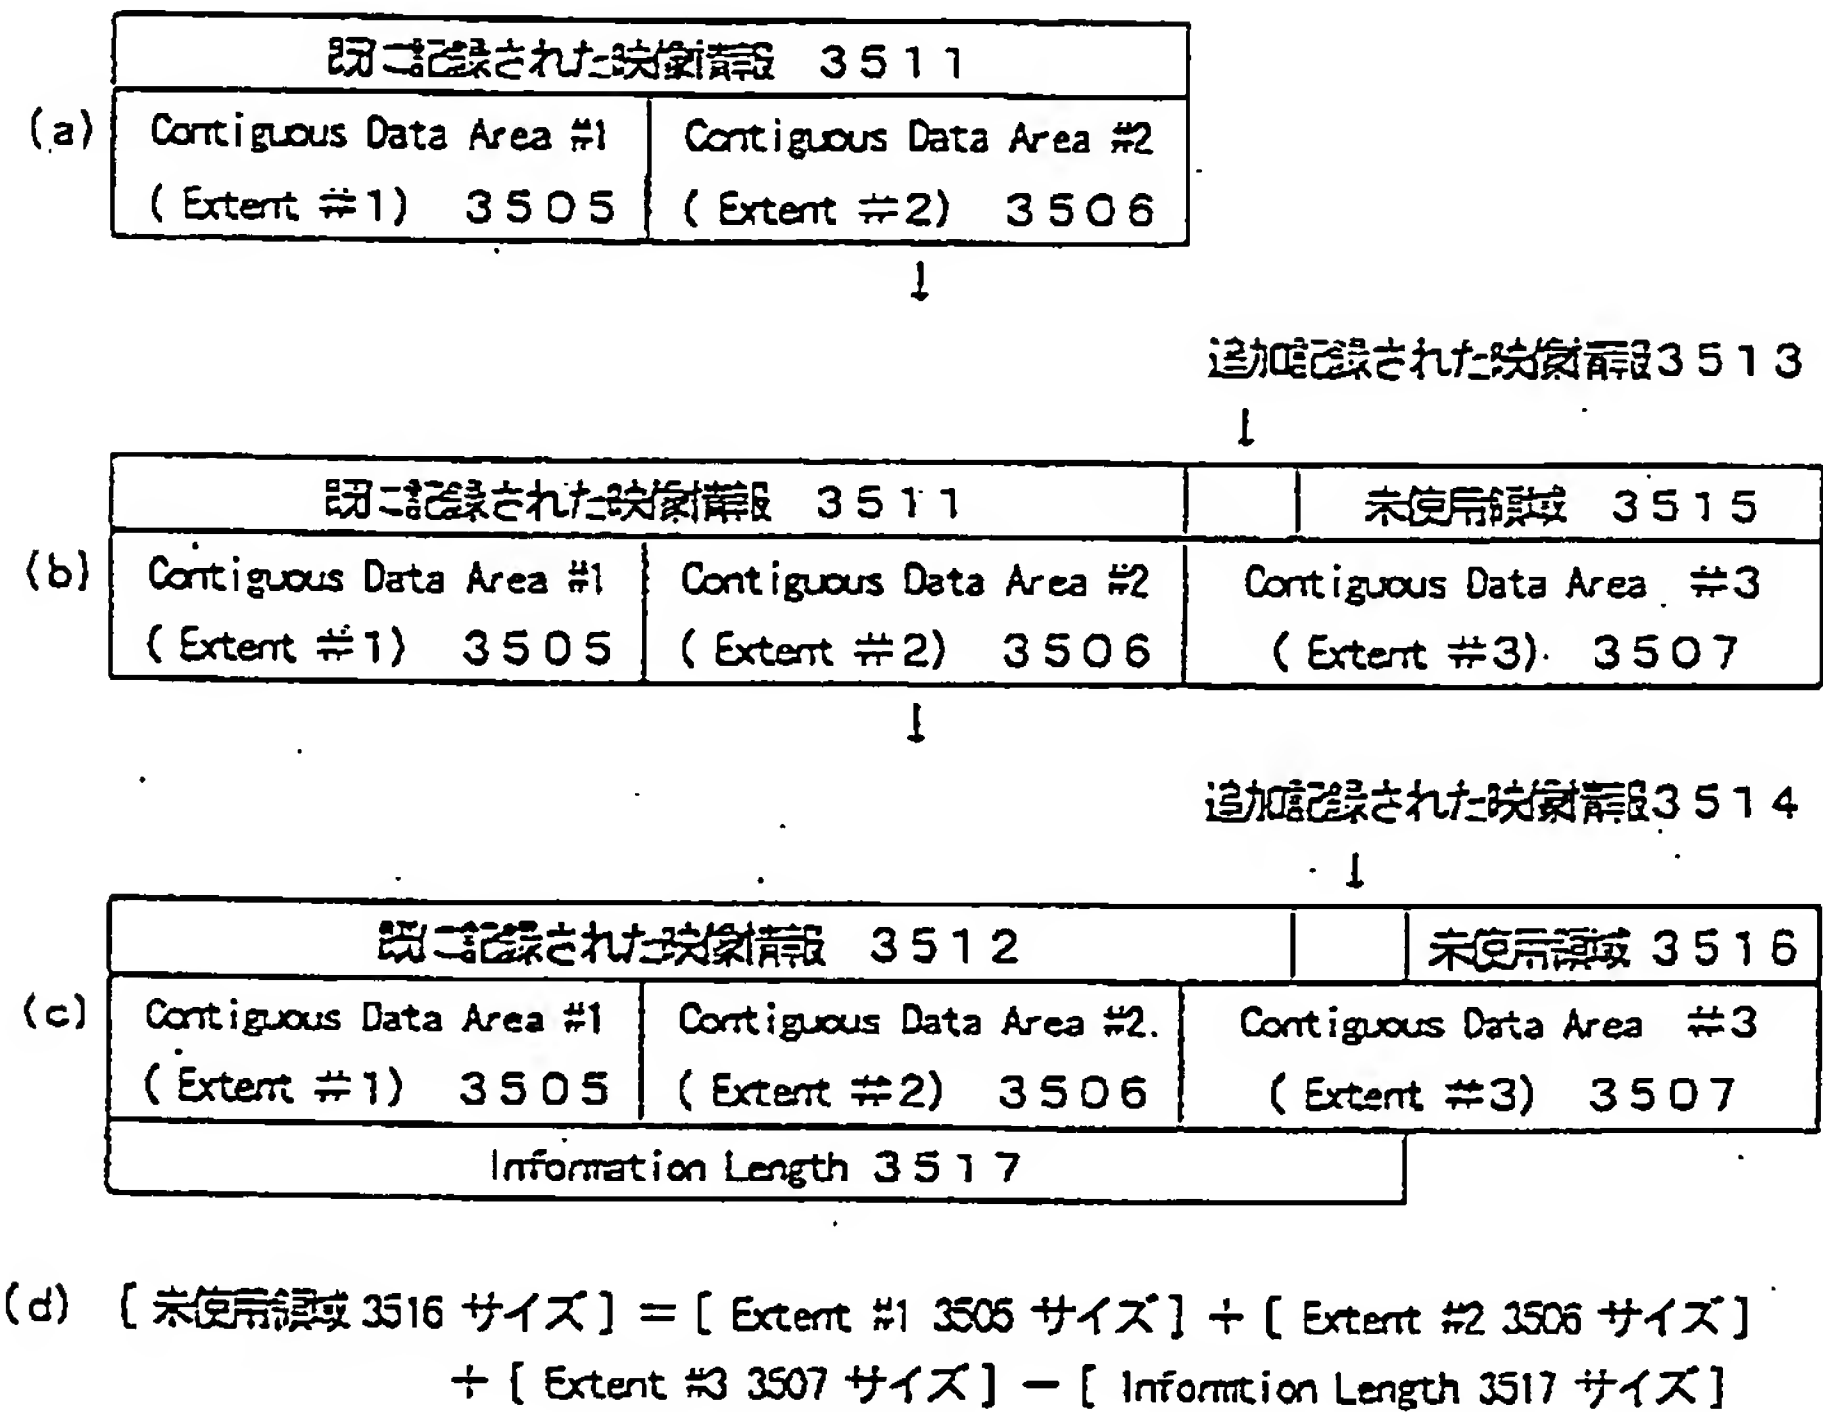 既に記録された映像情報 3511
(a)
Contiguous Data Area #1
(Extent #1) 3505
Contiguous Data Area #2
(Extent #2) 3506
↓
追加記録された映像情報3513
↓
既に記録された映像情報 3511
未使用領域 3515
(b)
Contiguous Data Area #1
(Extent #1) 3505
Contiguous Data Area #2
(Extent #2) 3506
Contiguous Data Area #3
(Extent #3) 3507
↓
追加記録された映像情報3514
↓
既に記録された映像情報 3512
未使用領域 3516
(c)
Contiguous Data Area #1
(Extent #1) 3505
Contiguous Data Area #2
(Extent #2) 3506
Contiguous Data Area #3
(Extent #3) 3507
Information Length 3517
(d) [未使用領域 3516 サイズ] = [Extent #1 3505 サイズ] + [Extent #2 3506 サイズ]
+ [Extent #3 3507 サイズ] − [Informtion Length 3517 サイズ]